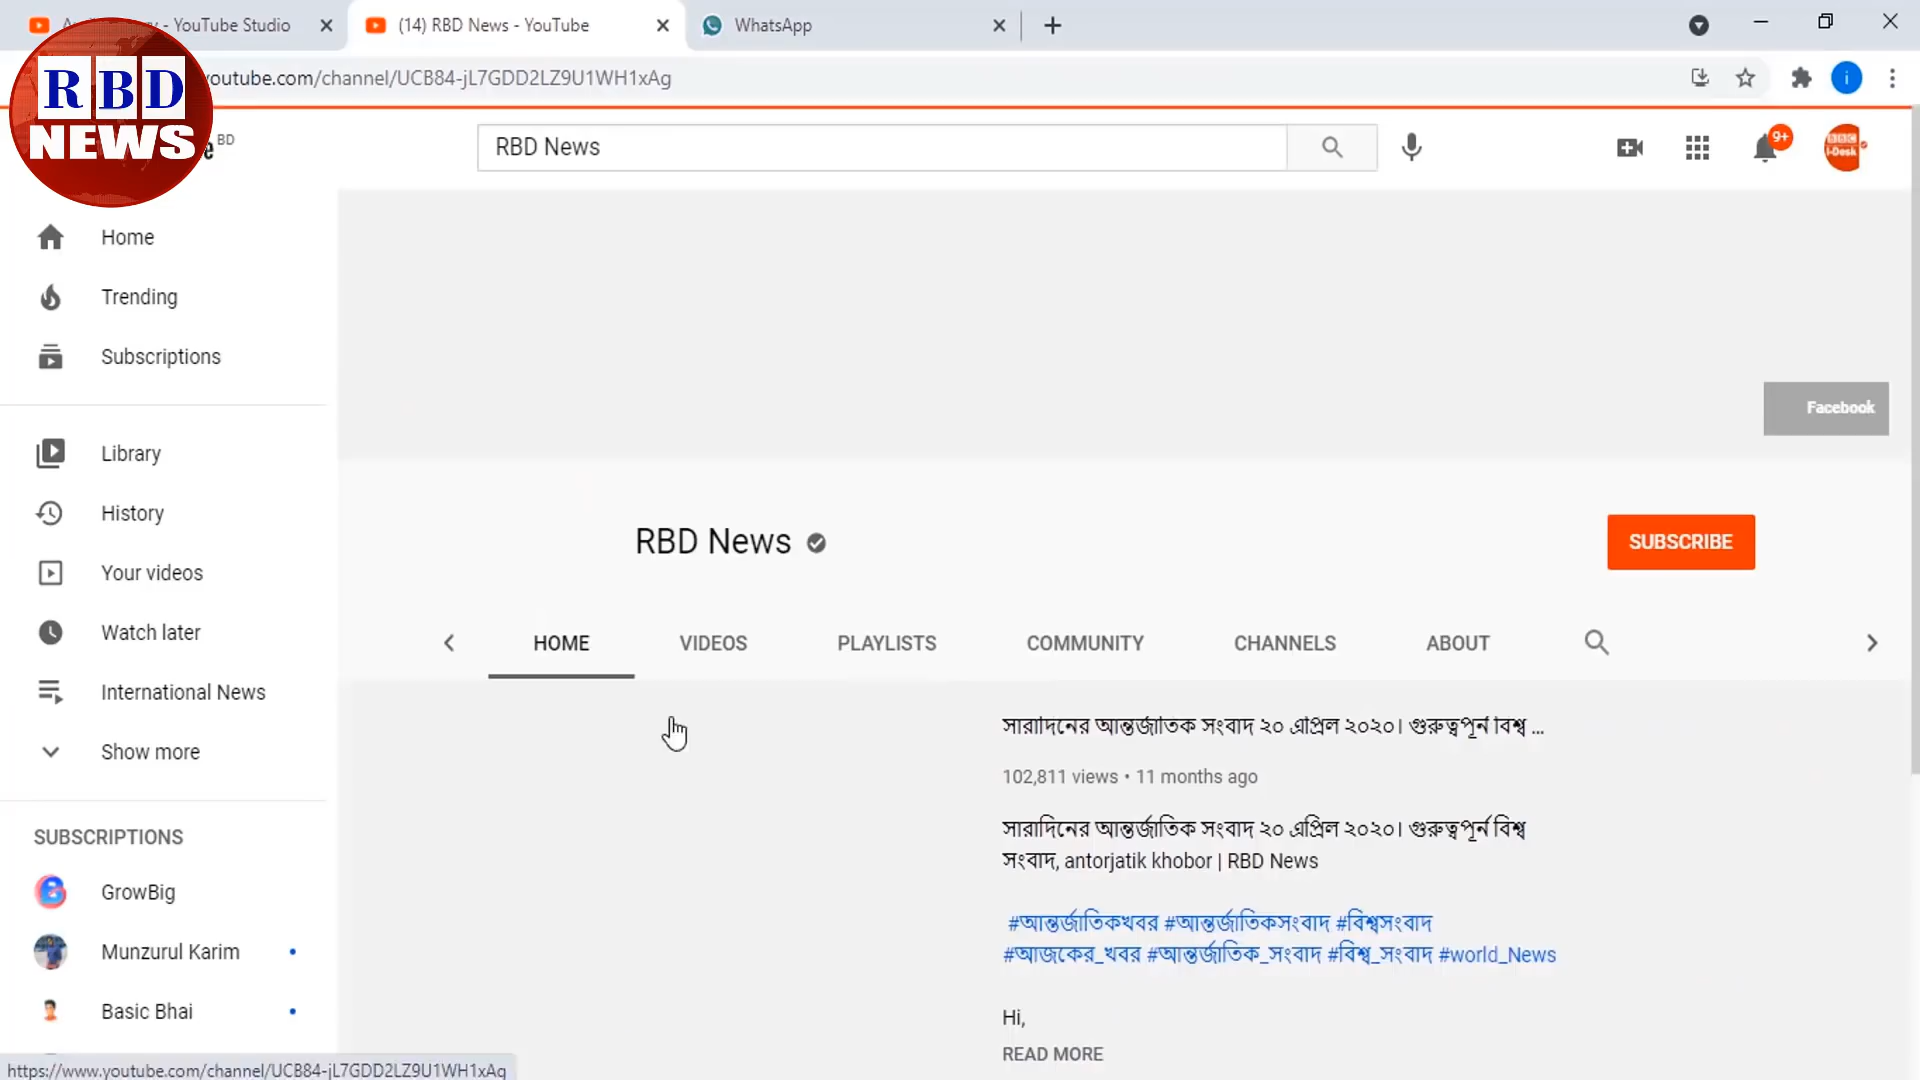 YouTube Studio
(14) RBD News - YouTube
WhatsApp
RBD
NEWS
youtube.com/channel/UCB84-jL7GDD2LZ9U1WH1xAg
BD
RBD News
9+
BBC
i-Desk
Home
Trending
Subscriptions
Facebook
Library
History
Your videos
Watch later
International News
Show more
RBD News
SUBSCRIBE
HOME
VIDEOS
PLAYLISTS
COMMUNITY
CHANNELS
ABOUT
সারাদিনের আন্তর্জাতিক সংবাদ ২০ এপ্রিল ২০২০। গুরুত্বপূর্ন বিশ্ব ...
102,811 views • 11 months ago
সারাদিনের আন্তর্জাতিক সংবাদ ২০ এপ্রিল ২০২০। গুরুত্বপূর্ন বিশ্ব
সংবাদ, antorjatik khobor | RBD News
#আন্তর্জাতিকখবর #আন্তর্জাতিকসংবাদ #বিশ্বসংবাদ
#আজকের_খবর #আন্তর্জাতিক_সংবাদ #বিশ্ব_সংবাদ #world_News
Hi,
READ MORE
SUBSCRIPTIONS
GrowBig
Munzurul Karim
Basic Bhai
https://www.youtube.com/channel/UCB84-jL7GDD2LZ9U1WH1xAg